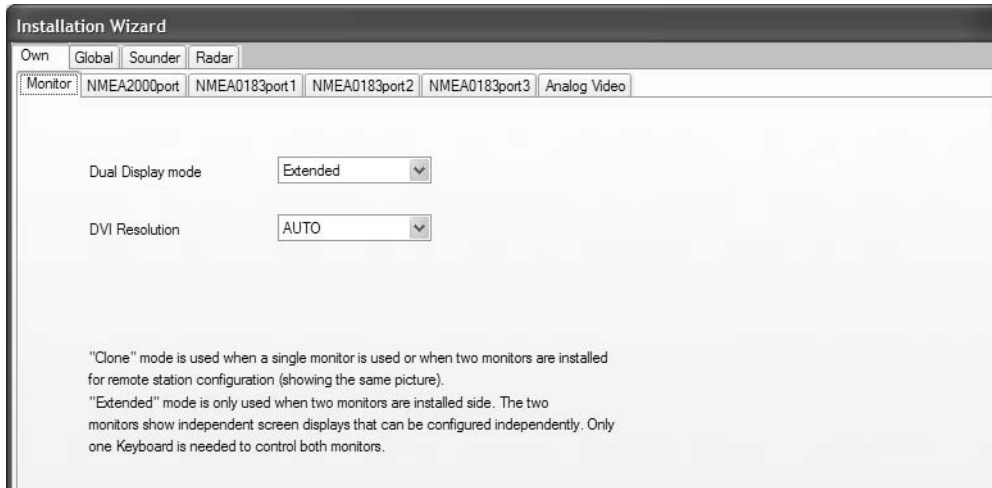 Installation Wizard
Own Global Sounder Radar
Monitor NMEA2000port NMEA0183port1 NMEA0183port2 NMEA0183port3 Analog Video
Dual Display mode Extended
DVI Resolution AUTO
"Clone" mode is used when a single monitor is used or when two monitors are installed
for remote station configuration (showing the same picture).
"Extended" mode is only used when two monitors are installed side. The two
monitors show independent screen displays that can be configured independently. Only
one Keyboard is needed to control both monitors.